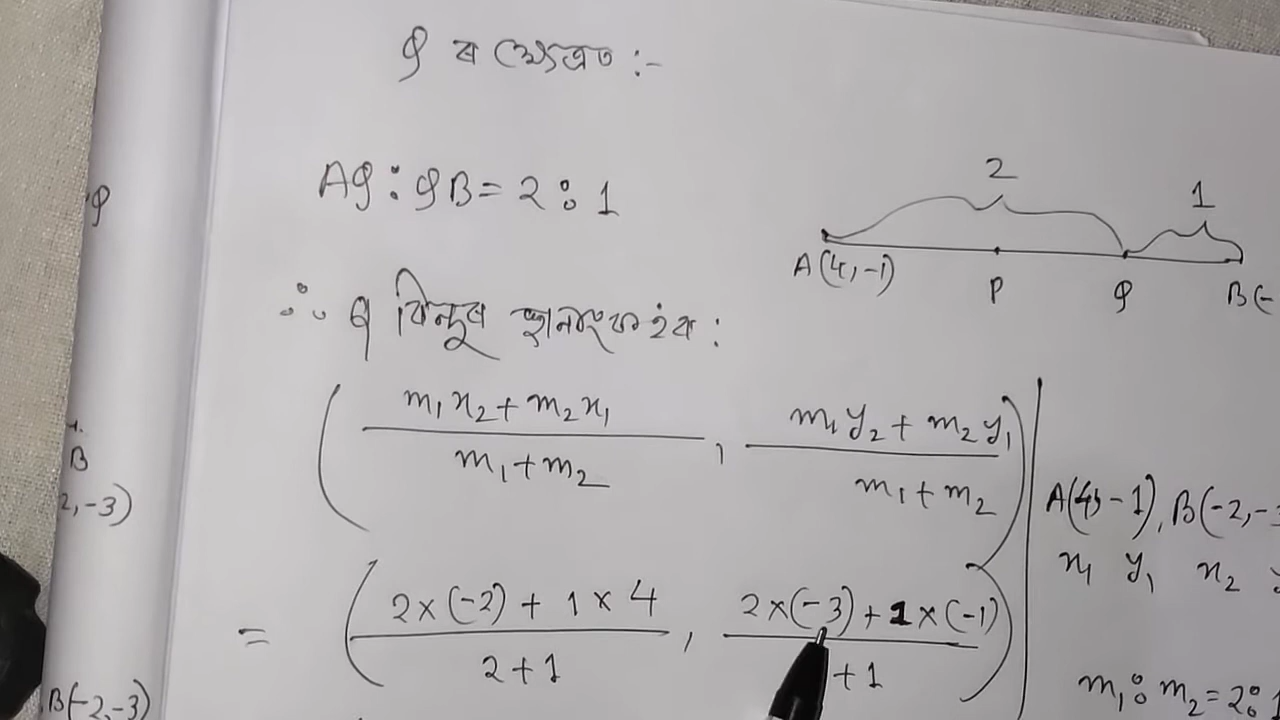 Q ৰ ক্ষেত্ৰত :-
AQ : QB = 2 : 1
2
1
A(4,-1) P Q B(-
∴ Q বিন্দুৰ স্থানাংক হ'ব :
( (m₁x₂ + m₂x₁)/(m₁ + m₂) , (m₁y₂ + m₂y₁)/(m₁ + m₂) )
A(4,-1), B(-2,-
x₁ y₁ x₂
= ( (2×(-2) + 1×4)/(2+1) , (2×(-3) + 1×(-1))/(+1) )
m₁ : m₂ = 2:1
Q
B
2,-3)
B(-2,-3)